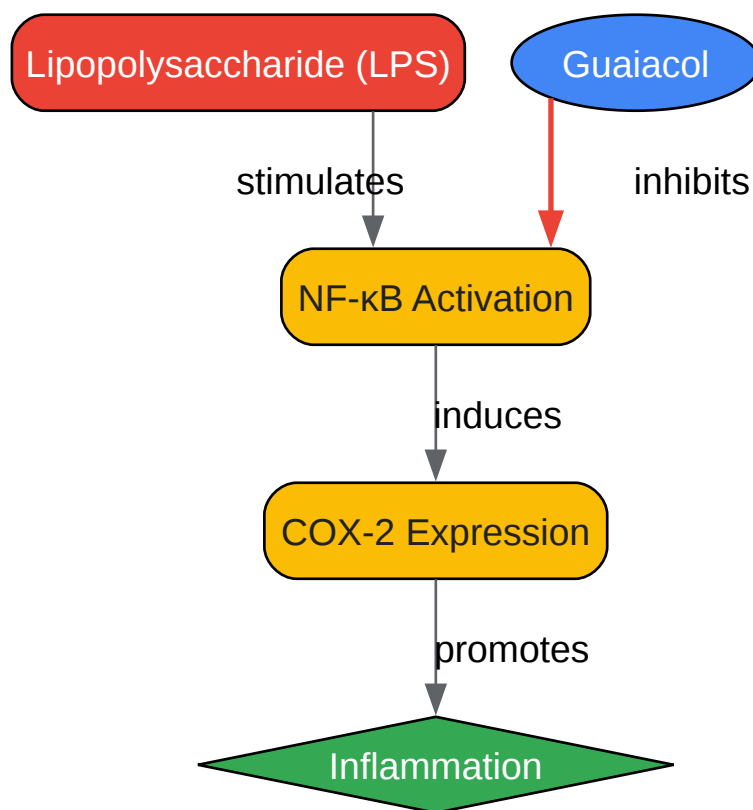 Lipopolysaccharide (LPS)
Guaiacol
stimulates
inhibits
NF-κB Activation
induces
COX-2 Expression
promotes
Inflammation